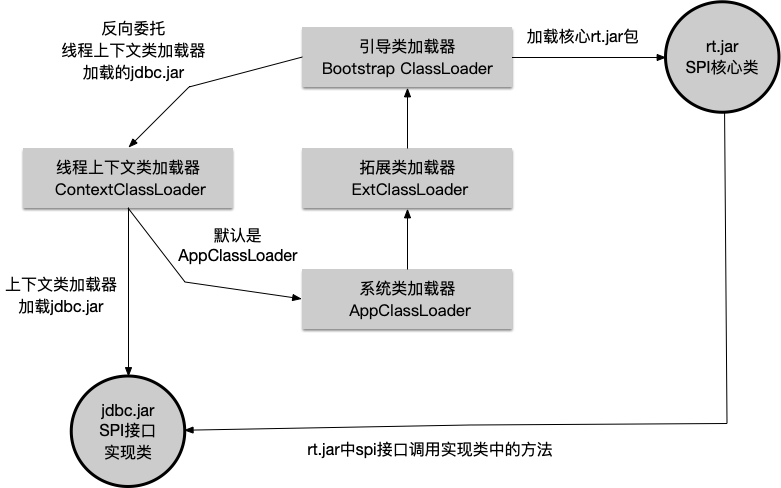 反向委托
线程上下文类加载器
加载的jdbc.jar
引导类加载器
Bootstrap ClassLoader
加载核心rt.jar包
rt.jar
SPI核心类
线程上下文类加载器
ContextClassLoader
拓展类加载器
ExtClassLoader
默认是
AppClassLoader
上下文类加载器
加载jdbc.jar
系统类加载器
AppClassLoader
jdbc.jar
SPI接口
实现类
rt.jar中spi接口调用实现类中的方法